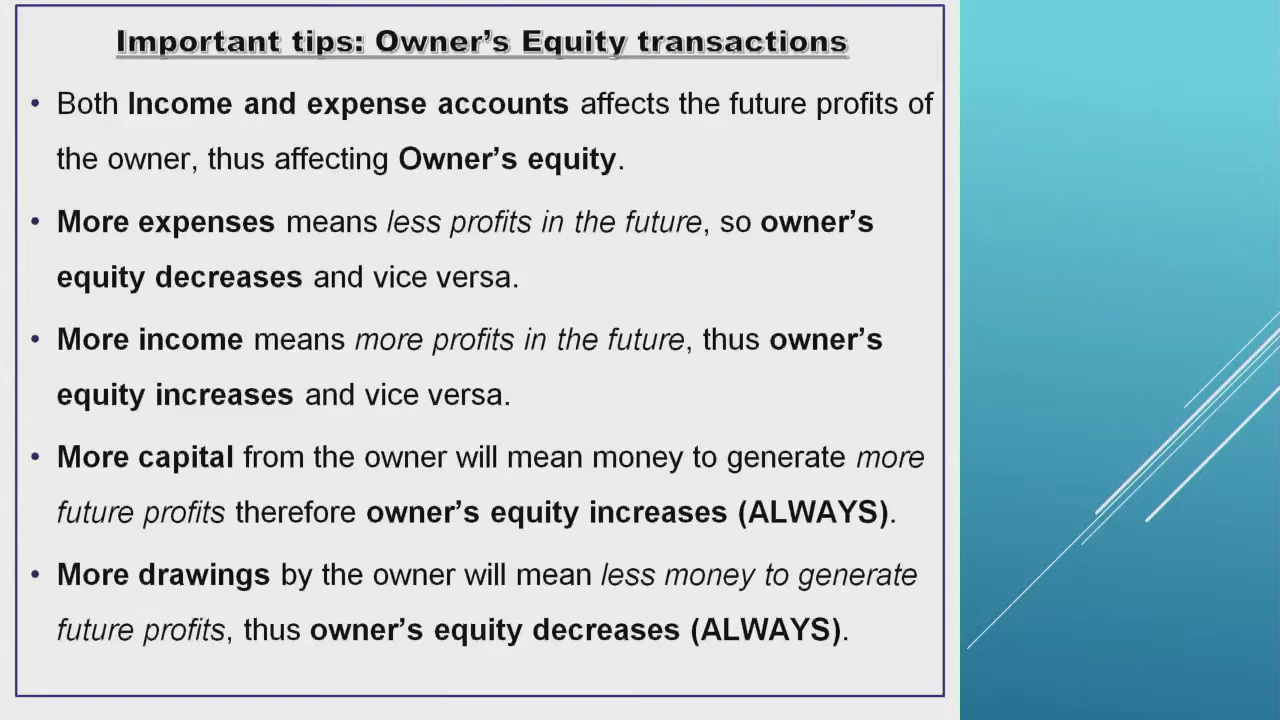 Important tips: Owner's Equity transactions
• Both Income and expense accounts affects the future profits of
the owner, thus affecting Owner's equity.
• More expenses means less profits in the future, so owner's
equity decreases and vice versa.
• More income means more profits in the future, thus owner's
equity increases and vice versa.
• More capital from the owner will mean money to generate more
future profits therefore owner's equity increases (ALWAYS).
• More drawings by the owner will mean less money to generate
future profits, thus owner's equity decreases (ALWAYS).